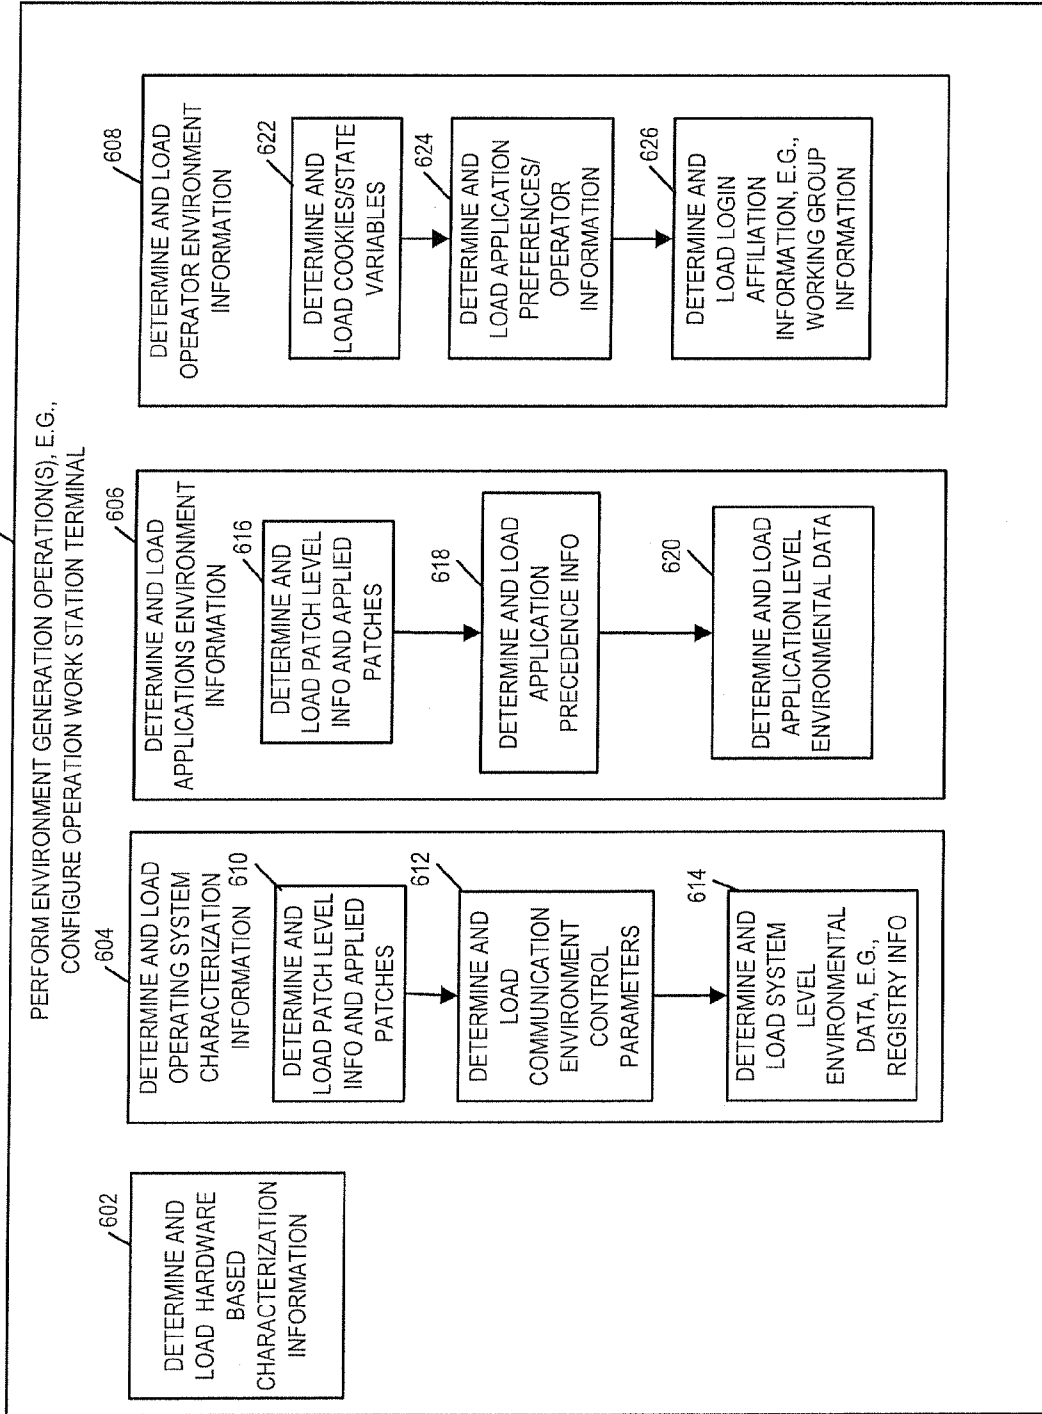 PERFORM ENVIRONMENT GENERATION OPERATION(S), E.G.,
CONFIGURE OPERATION WORK STATION TERMINAL
602
DETERMINE AND
LOAD HARDWARE
BASED
CHARACTERIZATION
INFORMATION
604
DETERMINE AND LOAD
OPERATING SYSTEM
CHARACTERIZATION
INFORMATION
610
DETERMINE AND
LOAD PATCH LEVEL
INFO AND APPLIED
PATCHES
612
DETERMINE AND
LOAD
COMMUNICATION
ENVIRONMENT
CONTROL
PARAMETERS
614
DETERMINE AND
LOAD SYSTEM
LEVEL
ENVIRONMENTAL
DATA, E.G.,
REGISTRY INFO
606
DETERMINE AND LOAD
APPLICATIONS ENVIRONMENT
INFORMATION
616
DETERMINE AND
LOAD PATCH LEVEL
INFO AND APPLIED
PATCHES
618
DETERMINE AND LOAD
APPLICATION
PRECEDENCE INFO
620
DETERMINE AND LOAD
APPLICATION LEVEL
ENVIRONMENTAL DATA
608
DETERMINE AND LOAD
OPERATOR ENVIRONMENT
INFORMATION
622
DETERMINE AND
LOAD COOKIES/STATE
VARIABLES
624
DETERMINE AND
LOAD APPLICATION
PREFERENCES/
OPERATOR
INFORMATION
626
DETERMINE AND
LOAD LOGIN
AFFILIATION
INFORMATION, E.G.,
WORKING GROUP
INFORMATION